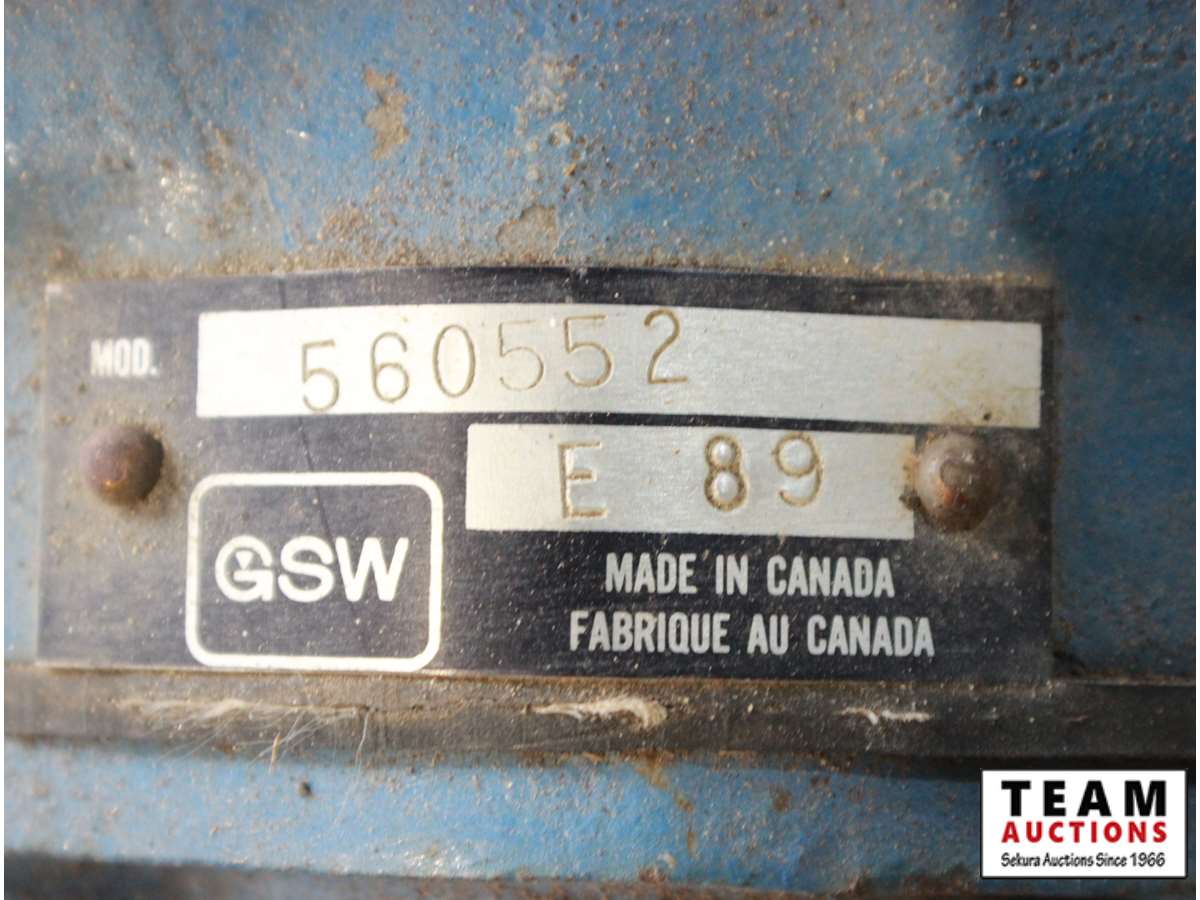 MOD. 560552
E 89
GSW
MADE IN CANADA
FABRIQUE AU CANADA
TEAM
AUCTIONS
Sekura Auctions Since 1966